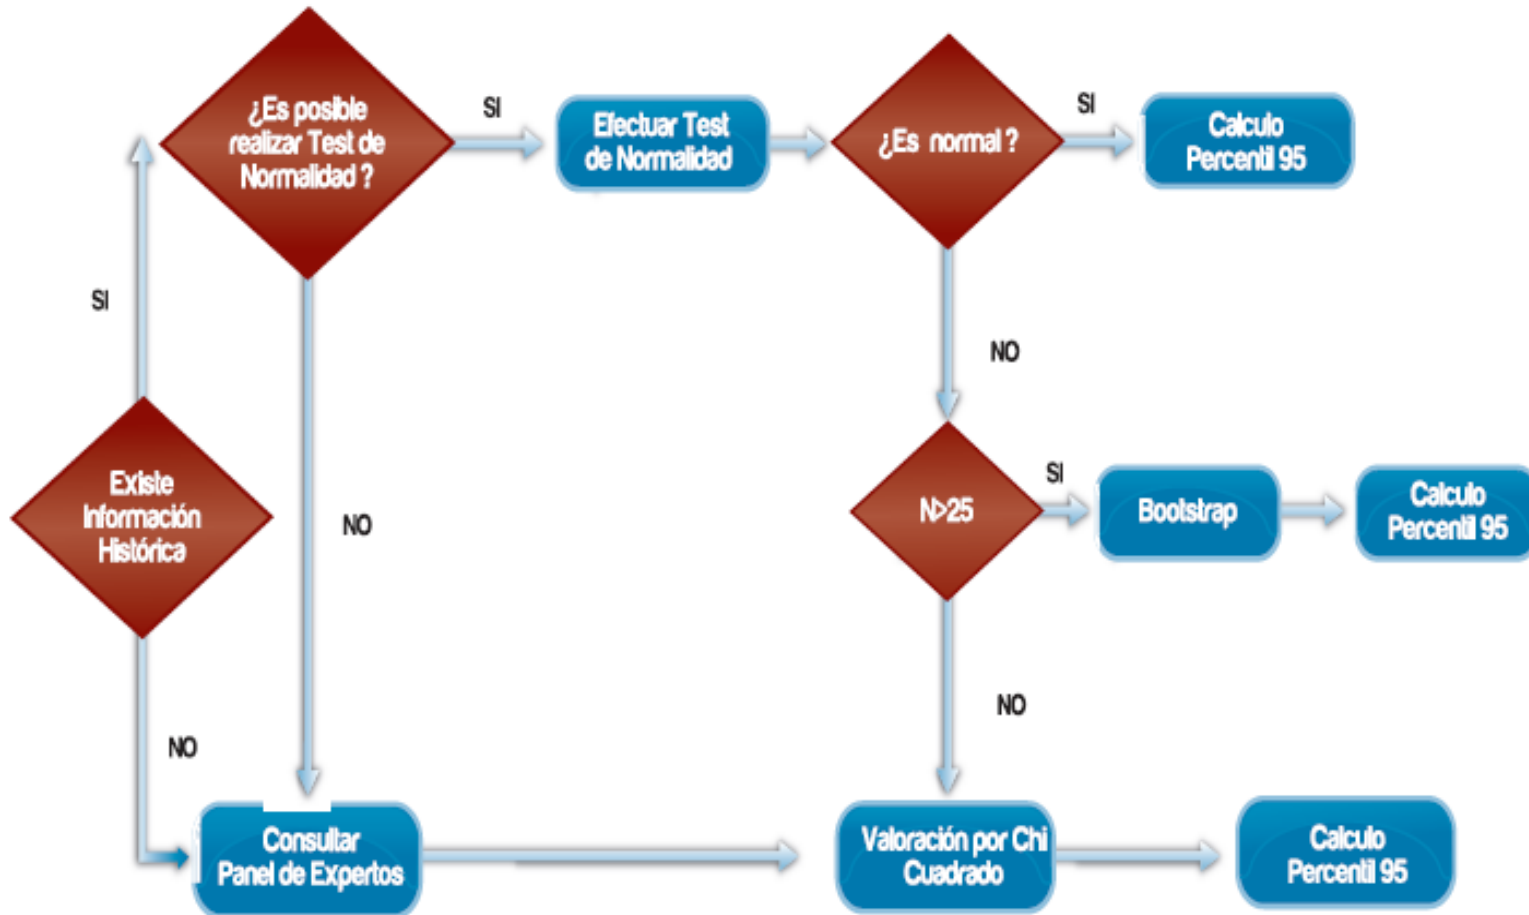 ¿Es posible
realizar Test de
Normalidad ?
SI
Efectuar Test
de Normalidad
¿Es normal ?
SI
Calculo
Percentil 95
SI
NO
Existe
Información
Histórica
NO
N>25
SI
Bootstrap
Calculo
Percentil 95
NO
NO
Consultar
Panel de Expertos
Valoración por Chi
Cuadrado
Calculo
Percentil 95